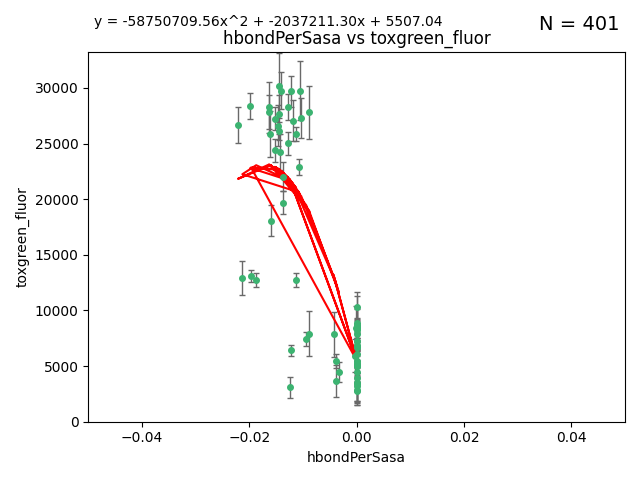 y = -58750709.56x^2 + -2037211.30x + 5507.04
N = 401
hbondPerSasa vs toxgreen_fluor
toxgreen_fluor
30000
25000
20000
15000
10000
5000
0
−0.04
−0.02
0.00
0.02
0.04
hbondPerSasa